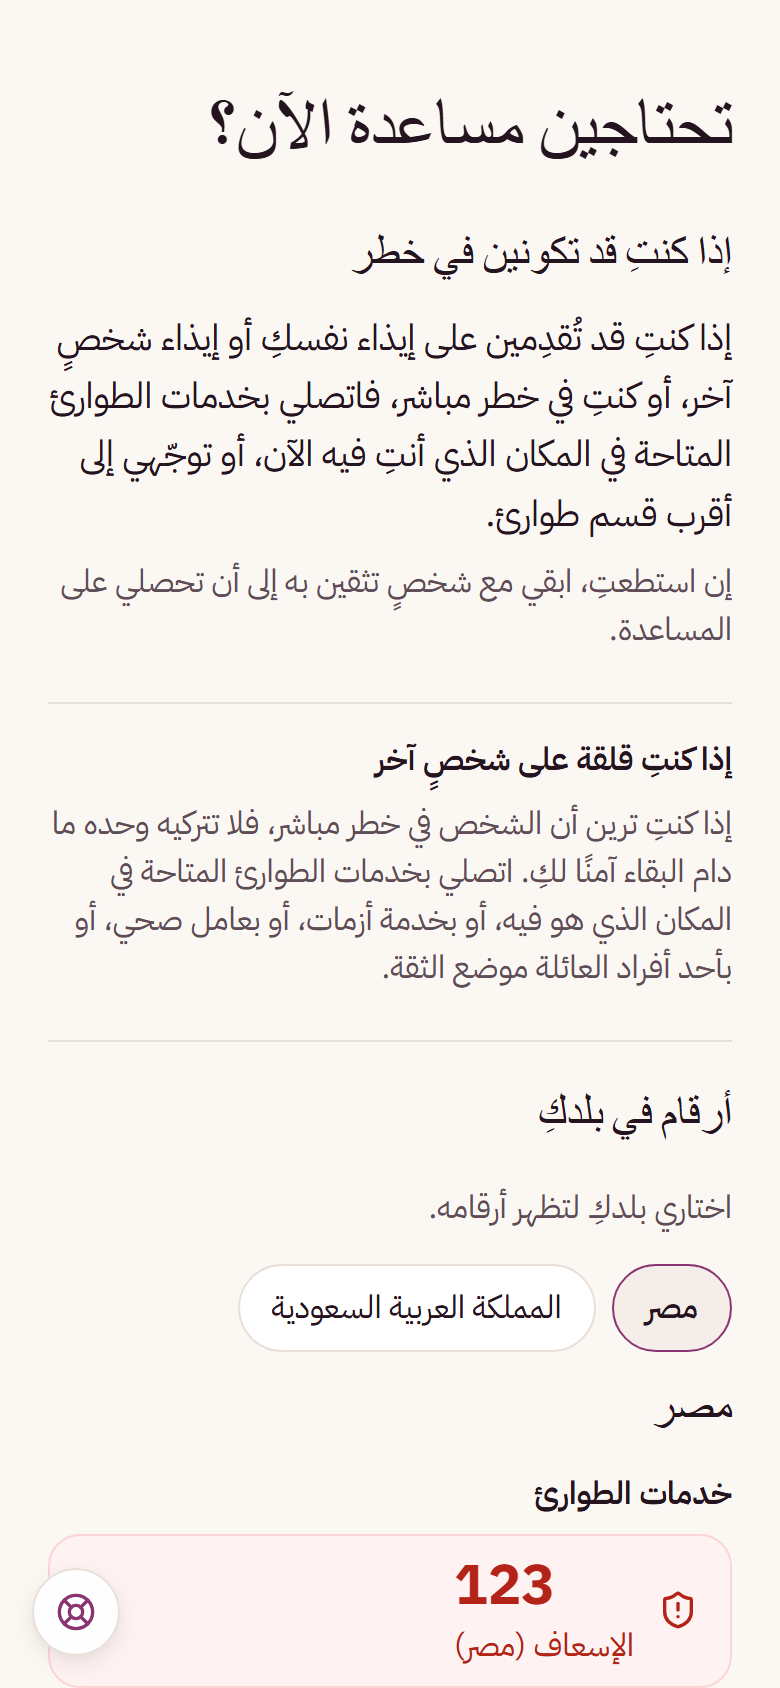 تحتاجين مساعدة الآن؟
إذا كنتِ قد تكونين في خطر
إذا كنتِ قد تُقدِمين على إيذاء نفسكِ أو إيذاء شخصٍ
آخر، أو كنتِ في خطر مباشر، فاتصلي بخدمات الطوارئ
المتاحة في المكان الذي أنتِ فيه الآن، أو توجّهي إلى
أقرب قسم طوارئ.
إن استطعتِ، ابقي مع شخصٍ تثقين به إلى أن تحصلي على
المساعدة.
إذا كنتِ قلقة على شخصٍ آخر
إذا كنتِ ترين أن الشخص في خطر مباشر، فلا تتركيه وحده ما
دام البقاء آمنًا لكِ. اتصلي بخدمات الطوارئ المتاحة في
المكان الذي هو فيه، أو بخدمة أزمات، أو بعامل صحي، أو
بأحد أفراد العائلة موضع الثقة.
أرقام في بلدكِ
اختاري بلدكِ لتظهر أرقامه.
مصر
المملكة العربية السعودية
مصر
خدمات الطوارئ
123
الإسعاف (مصر)